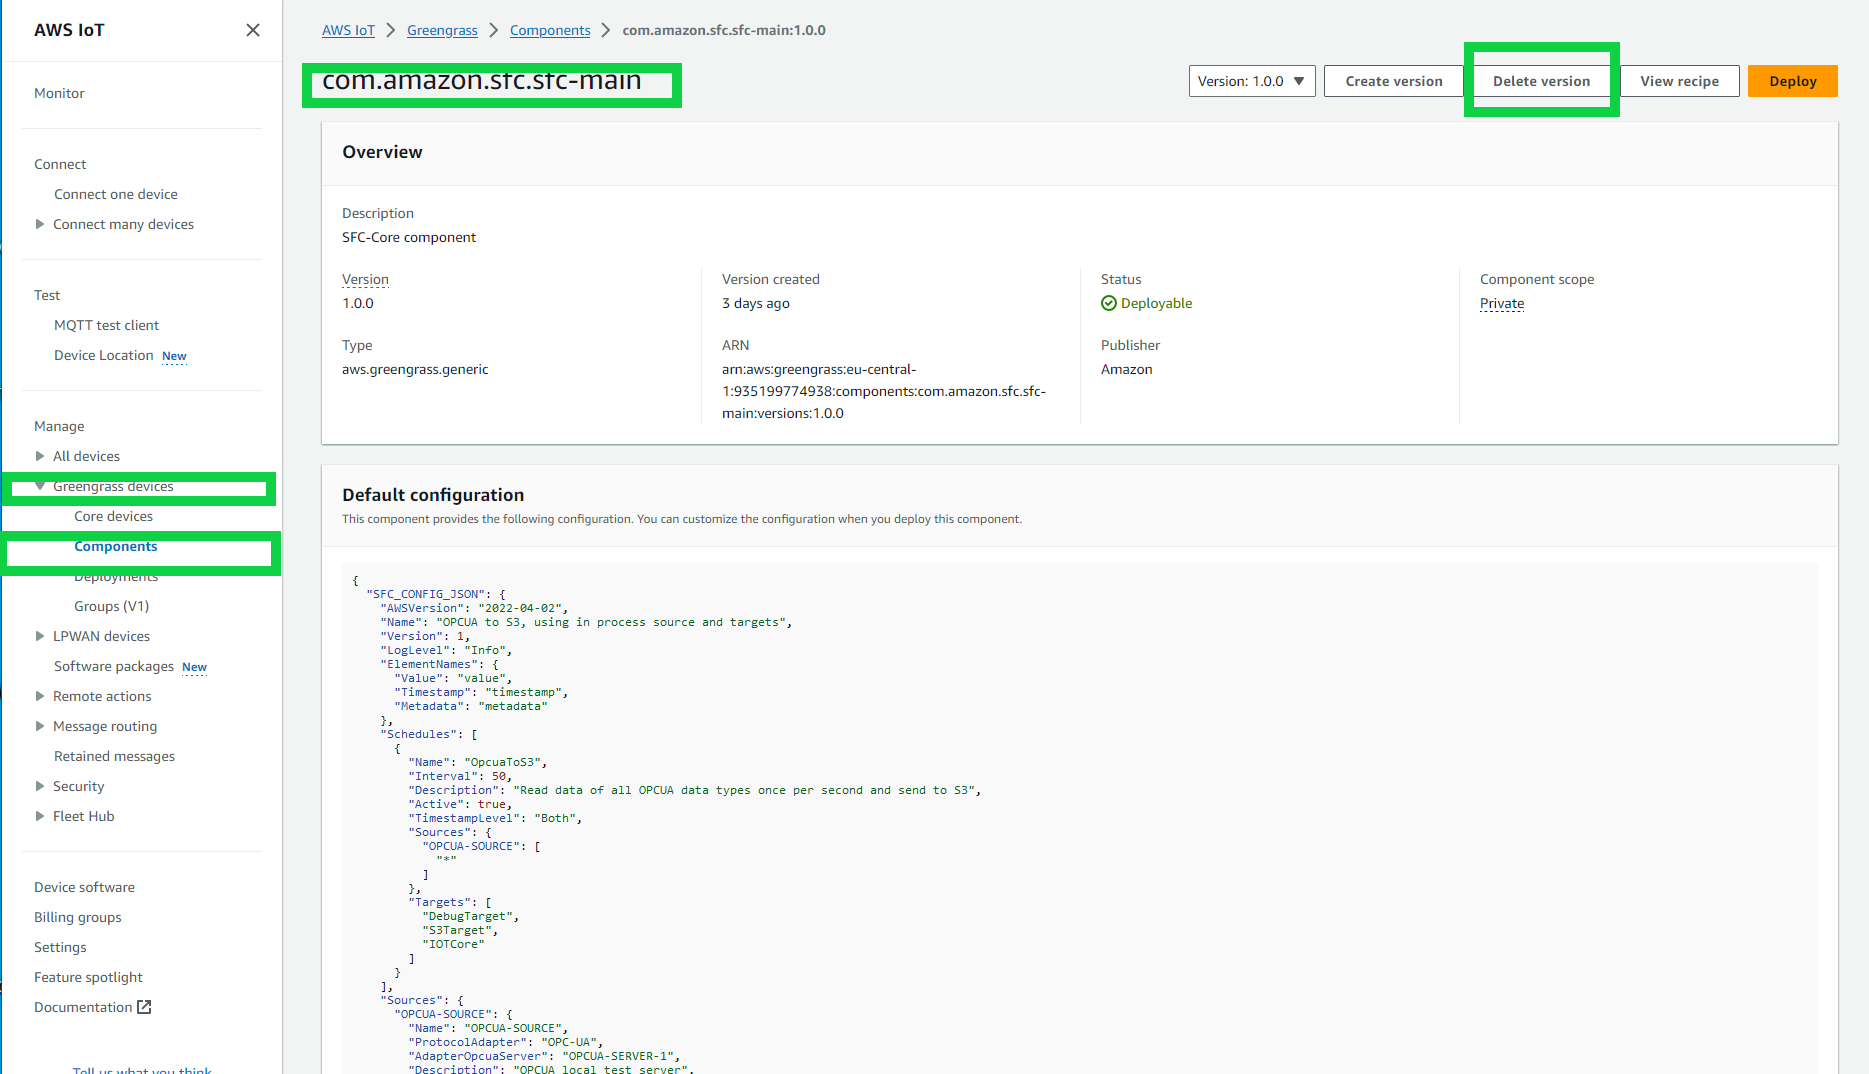 AWS IoT
Monitor
Connect
Connect one device
Connect many devices
Test
MQTT test client
Device Location New
Manage
All devices
Greengrass devices
Core devices
Components
Deployments
Groups (V1)
LPWAN devices
Software packages New
Remote actions
Message routing
Retained messages
Security
Fleet Hub
Device software
Billing groups
Settings
Feature spotlight
Documentation
Tell us what you think
AWS IoT > Greengrass > Components > com.amazon.sfc.sfc-main:1.0.0
com.amazon.sfc.sfc-main
Version: 1.0.0
Create version
Delete version
View recipe
Deploy
Overview
Description
SFC-Core component
Version
1.0.0
Version created
3 days ago
Status
Deployable
Component scope
Private
Type
aws.greengrass.generic
ARN
arn:aws:greengrass:eu-central-
1:935199774938:components:com.amazon.sfc.sfc-
main:versions:1.0.0
Publisher
Amazon
Default configuration
This component provides the following configuration. You can customize the configuration when you deploy this component.
{
"SFC_CONFIG_JSON": {
"AWSVersion": "2022-04-02",
"Name": "OPCUA to S3, using in process source and targets",
"Version": 1,
"LogLevel": "Info",
"ElementNames": {
"Value": "value",
"Timestamp": "timestamp",
"Metadata": "metadata"
},
"Schedules": [
{
"Name": "OpcuaToS3",
"Interval": 50,
"Description": "Read data of all OPCUA data types once per second and send to S3",
"Active": true,
"TimestampLevel": "Both",
"Sources": {
"OPCUA-SOURCE": [
"*"
]
},
"Targets": [
"DebugTarget",
"S3Target",
"IOTCore"
]
}
],
"Sources": {
"OPCUA-SOURCE": {
"Name": "OPCUA-SOURCE",
"ProtocolAdapter": "OPC-UA",
"AdapterOpcuaServer": "OPCUA-SERVER-1",
"Description": "OPCUA local test server",